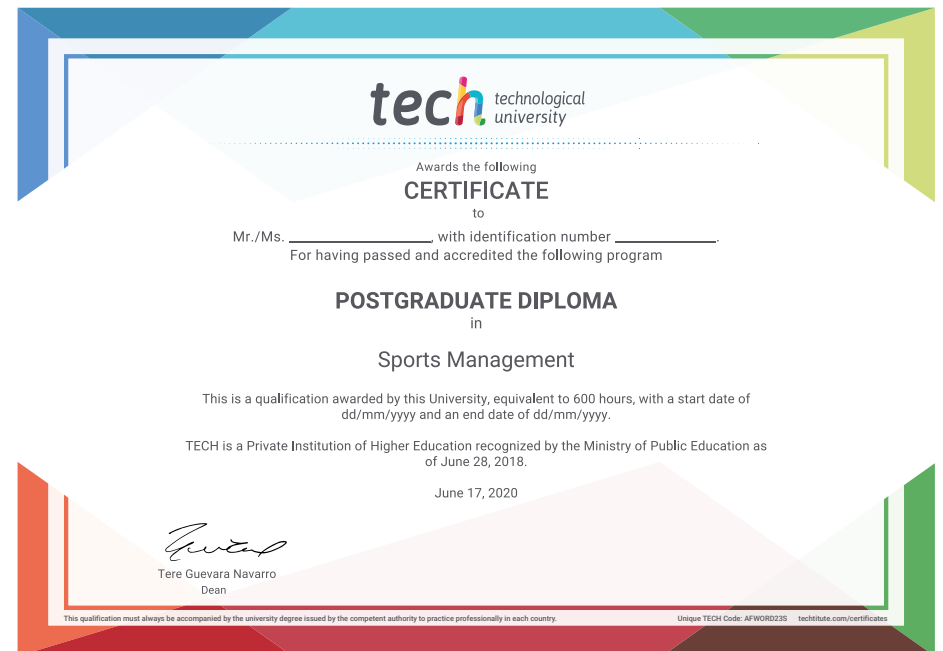 tech technological
university
Awards the following
CERTIFICATE
to
Mr./Ms. ____________________, with identification number ______________.
For having passed and accredited the following program
POSTGRADUATE DIPLOMA
in
Sports Management
This is a qualification awarded by this University, equivalent to 600 hours, with a start date of
dd/mm/yyyy and an end date of dd/mm/yyyy.
TECH is a Private Institution of Higher Education recognized by the Ministry of Public Education as
of June 28, 2018.
June 17, 2020
Tere Guevara Navarro
Dean
This qualification must always be accompanied by the university degree issued by the competent authority to practice professionally in each country.
Unique TECH Code: AFWORD23S techtitute.com/certificates